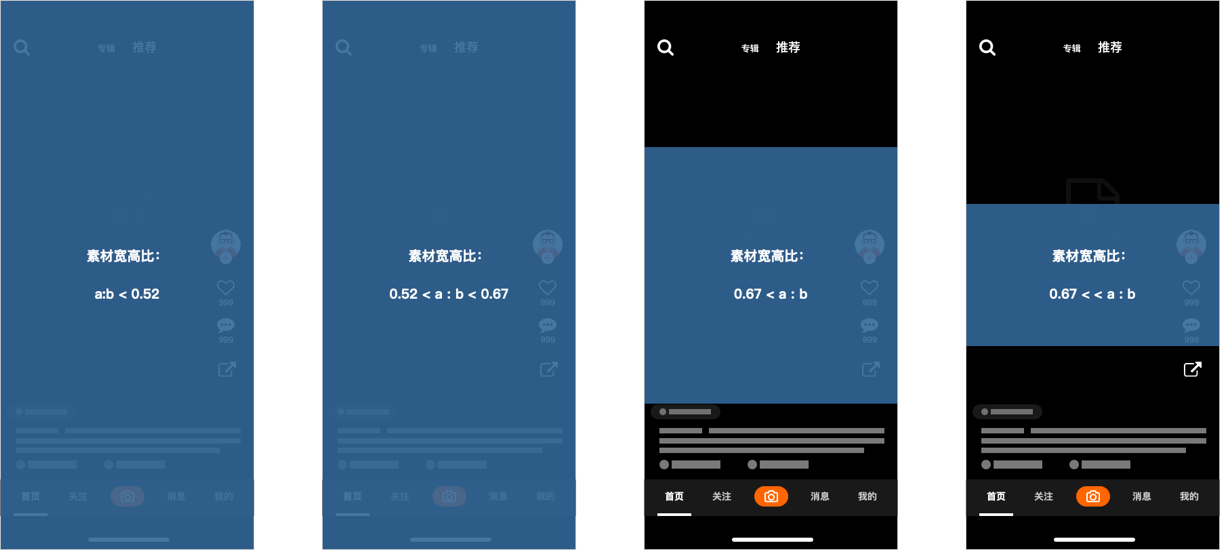 专辑 推荐
素材宽高比：
a:b < 0.52
999
999
首页 关注 消息 我的
专辑 推荐
素材宽高比：
0.52 < a : b < 0.67
999
999
首页 关注 消息 我的
专辑 推荐
素材宽高比：
0.67 < a : b
999
999
首页 关注 消息 我的
专辑 推荐
素材宽高比：
0.67 < < a : b
999
999
首页 关注 消息 我的